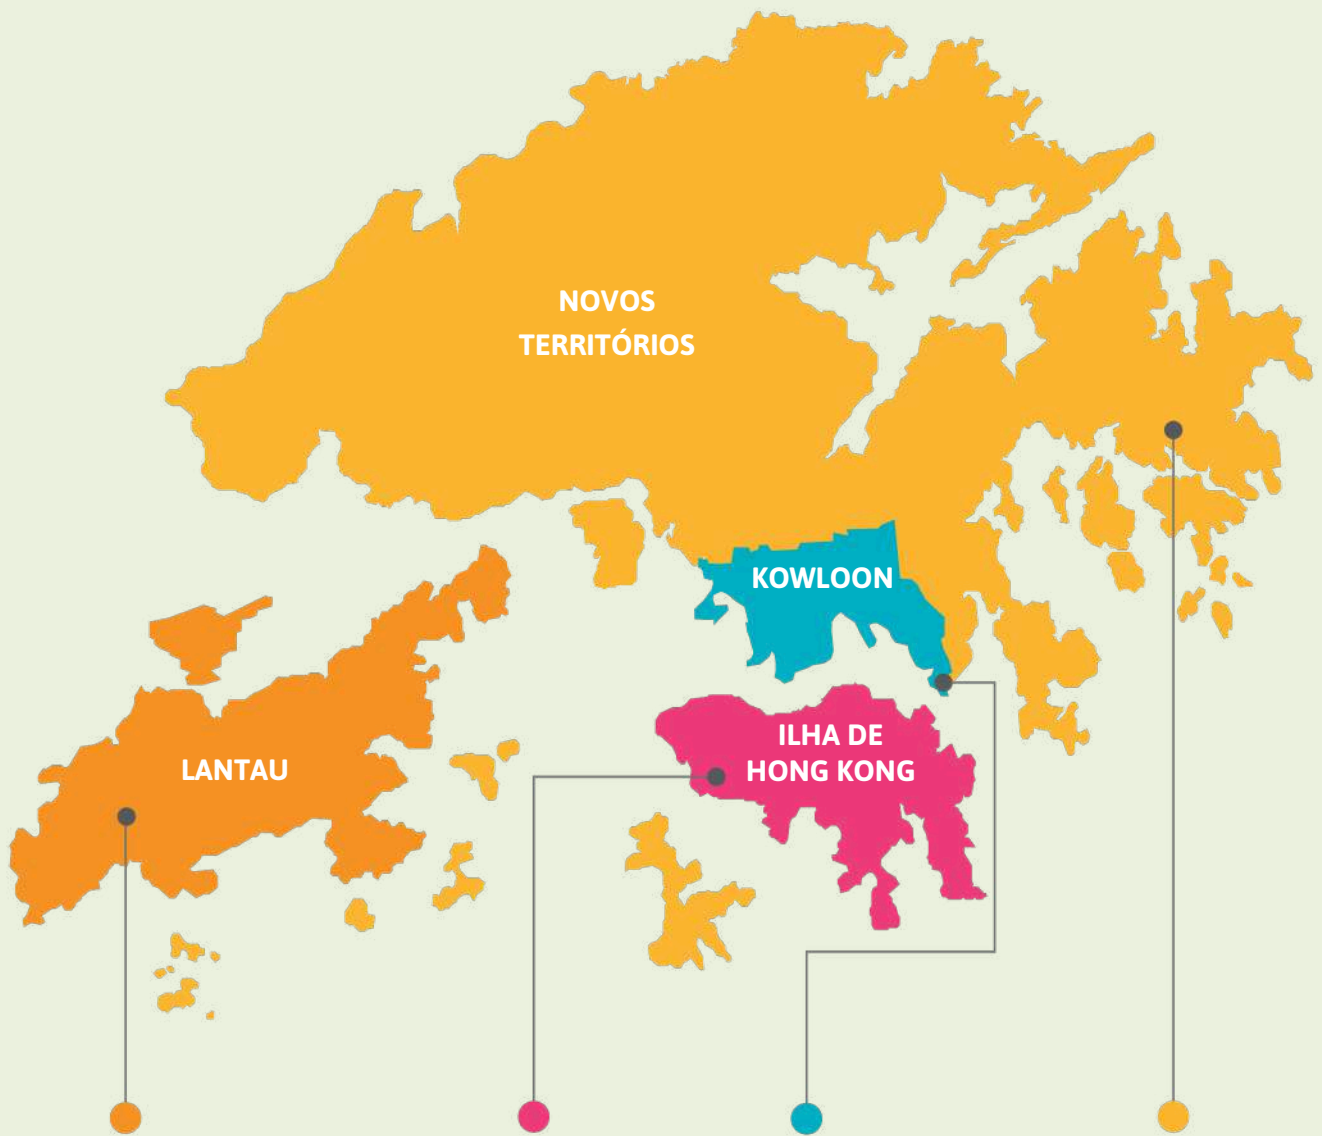 NOVOS
TERRITÓRIOS
KOWLOON
ILHA DE
HONG KONG
LANTAU